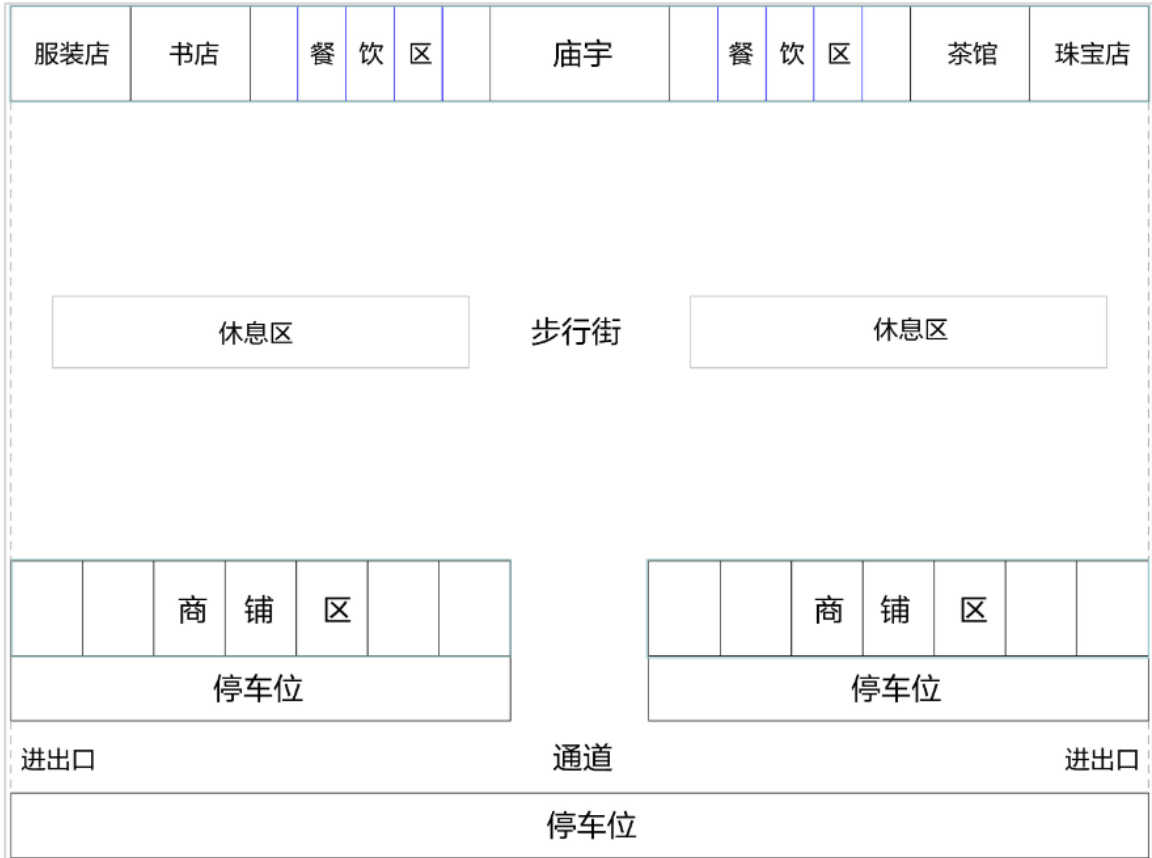 服装店 书店 餐饮区 庙宇 餐饮区 茶馆 珠宝店
休息区 步行街 休息区
商铺区 商铺区
停车位 停车位
进出口 通道 进出口
停车位